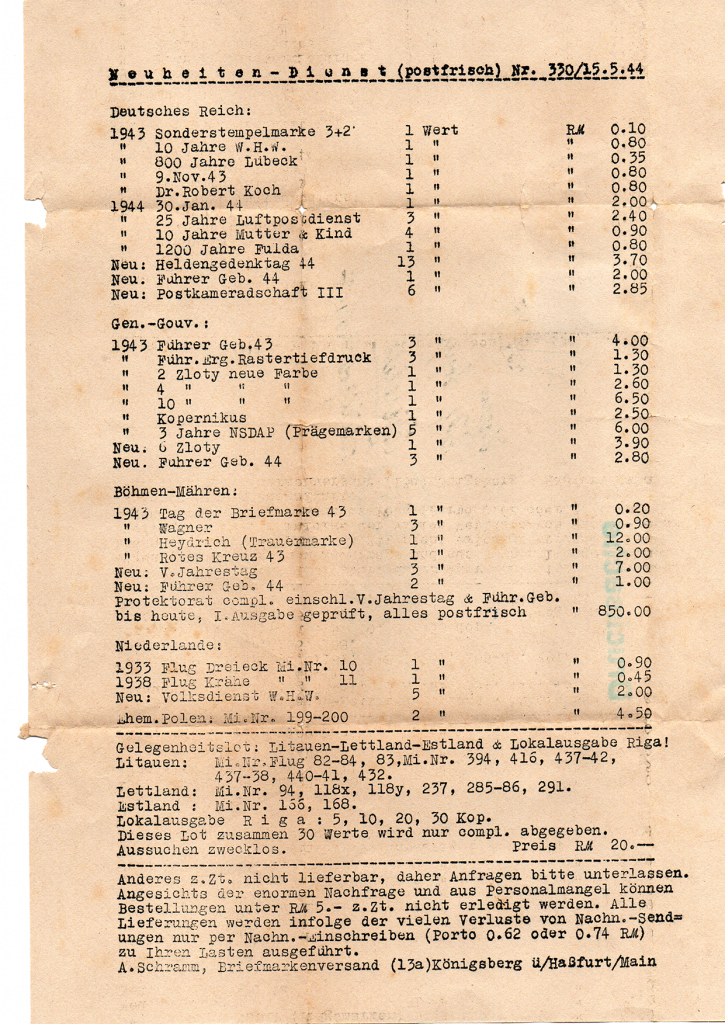 Neuheiten-Dienst (postfrisch) Nr. 330/15.5.44
Deutsches Reich:
1943 Sonderstempelmarke 3+2 1 Wert RM 0.10
" 10 Jahre W.H.W. 1 " " 0.80
" 800 Jahre Lübeck 1 " " 0.35
" 9.Nov.43 1 " " 0.80
" Dr.Robert Koch 1 " " 0.80
1944 30.Jan. 44 1 " " 2.00
" 25 Jahre Luftpostdienst 3 " " 2.40
" 10 Jahre Mutter & Kind 4 " " 0.90
" 1200 Jahre Fulda 1 " " 0.80
Neu: Heldengedenktag 44 13 " " 3.70
Neu. Führer Geb. 44 1 " " 2.00
Neu: Postkameradschaft III 6 " " 2.85
Gen.-Gouv.:
1943 Führer Geb.43 3 " " 4.00
" Führ.Erg.Rastertiefdruck 3 " " 1.30
" 2 Zloty neue Farbe 1 " " 1.30
" 4 " " " 1 " " 2.60
" 10 " " " 1 " " 6.50
" Kopernikus 1 " " 2.50
" 3 Jahre NSDAP (Prägemarken) 5 " " 6.00
Neu. 6 Zloty 1 " " 3.90
Neu. Führer Geb. 44 3 " " 2.80
Böhmen-Mähren:
1943 Tag der Briefmarke 43 1 " " 0.20
" Wagner 3 " " 0.90
" Heydrich (Trauermarke) 1 " " 12.00
" Rotes Kreuz 43 1 " " 2.00
Neu: V.Jahrestag 3 " " 7.00
Neu: Führer Geb. 44 2 " " 1.00
Protektorat compl. einschl.V.Jahrestag & Führ.Geb.
bis heute, I.Ausgabe geprüft, alles postfrisch " 850.00
Niederlande:
1933 Flug Dreieck Mi.Nr. 10 1 " " 0.90
1938 Flug Krähe " " 11 1 " " 0.45
Neu: Volksdienst W.H.W. 5 " " 2.00
Ehem.Polen: Mi.Nr. 199-200 2 " " 4.50
Gelegenheitslot: Litauen-Lettland-Estland & Lokalausgabe Riga!
Litauen: Mi.Nr.Flug 82-84, 83,Mi.Nr. 394, 416, 437-42,
437-38, 440-41, 432.
Lettland: Mi.Nr. 94, 118x, 118y, 237, 285-86, 291.
Estland : Mi.Nr. 166, 168.
Lokalausgabe R i g a : 5, 10, 20, 30 Kop.
Dieses Lot zusammen 30 Werte wird nur compl. abgegeben.
Aussuchen zwecklos. Preis RM 20.--
Anderes z.Zt. nicht lieferbar, daher Anfragen bitte unterlassen.
Angesichts der enormen Nachfrage und aus Personalmangel können
Bestellungen unter RM 5.- z.Zt. nicht erledigt werden. Alle
Lieferungen werden infolge der vielen Verluste von Nachn.-Send=
ungen nur per Nachn.-Einschreiben (Porto 0.62 oder 0.74 RM)
zu Ihren Lasten ausgeführt.
A.Schramm, Briefmarkenversand (13a)Königsberg ü/Haßfurt/Main